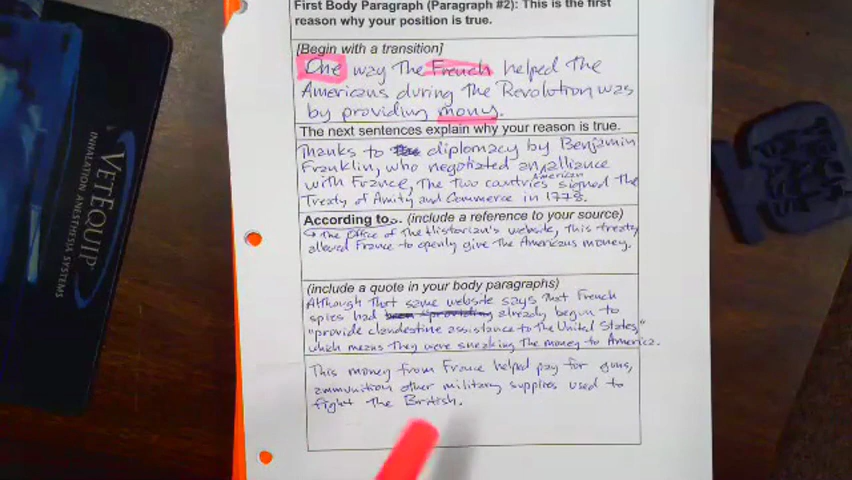 First Body Paragraph (Paragraph #2): This is the first
reason why your position is true.
[Begin with a transition]
One way The French helped The
Americans during The Revolution was
by providing mony.
The next sentences explain why your reason is true.
Thanks to diplomacy by Benjamin
Franklin, who negotiated an alliance
with France, The Two countries American signed The
Treaty of Amity and Commerce in 1778.
According to.. (include a reference to your source)
The Office of The Historian's website, This treaty
allowed France to openly give The Americans money.
(include a quote in your body paragraphs)
Although That same website says That French
spies had been "providing already begun to
"provide clandestine assistance to The United States,"
which means They were sneaking The money to America.
This money from France helped pay for guns,
ammunition other military supplies used to
fight The British.
VETEQUIP
INHALATION ANESTHESIA SYSTEMS